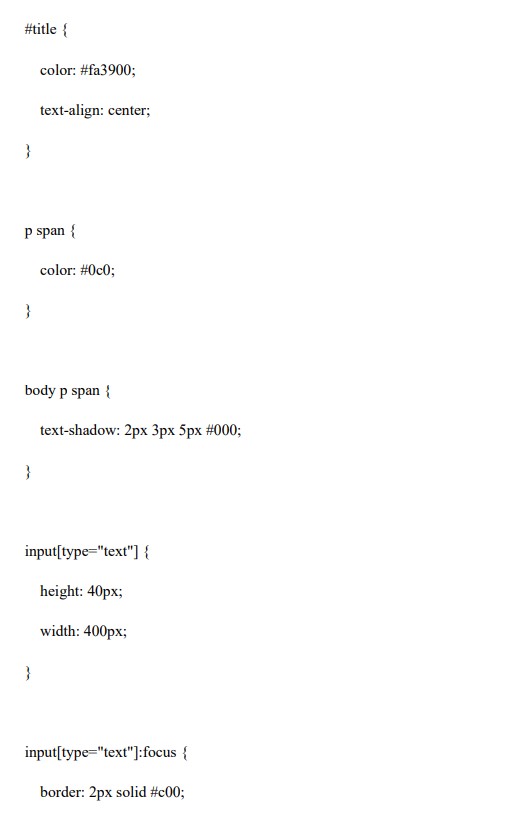 #title {
color: #fa3900;
text-align: center;
}
p span {
color: #0c0;
}
body p span {
text-shadow: 2px 3px 5px #000;
}
input[type="text"] {
height: 40px;
width: 400px;
}
input[type="text"]:focus {
border: 2px solid #c00;